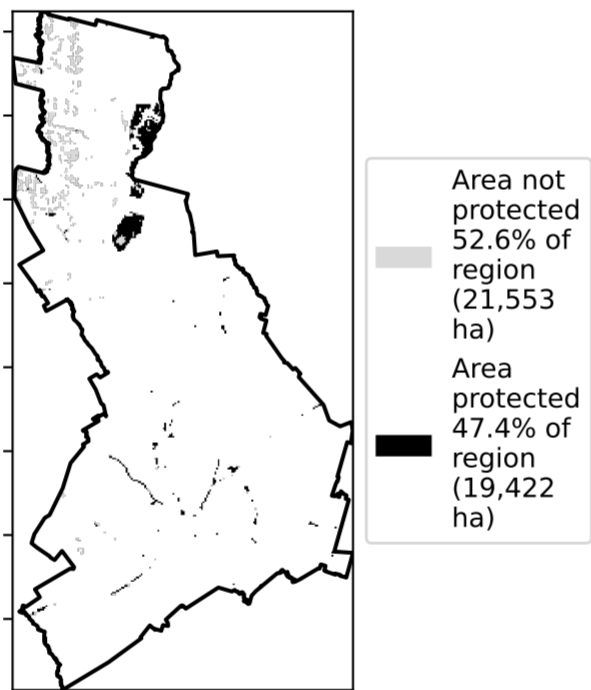 Area not
protected
52.6% of
region
(21,553
ha)
Area
protected
47.4% of
region
(19,422
ha)